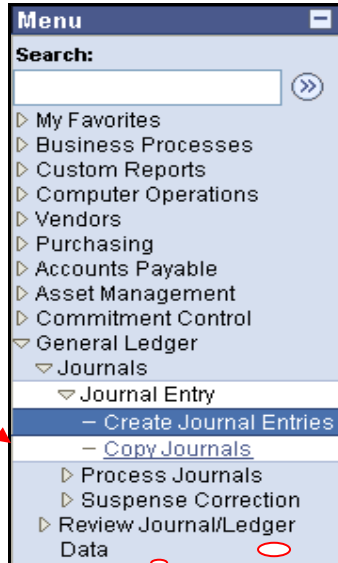 Menu
Search:
My Favorites
Business Processes
Custom Reports
Computer Operations
Vendors
Purchasing
Accounts Payable
Asset Management
Commitment Control
General Ledger
Journals
Journal Entry
– Create Journal Entries
– Copy Journals
Process Journals
Suspense Correction
Review Journal/Ledger
Data